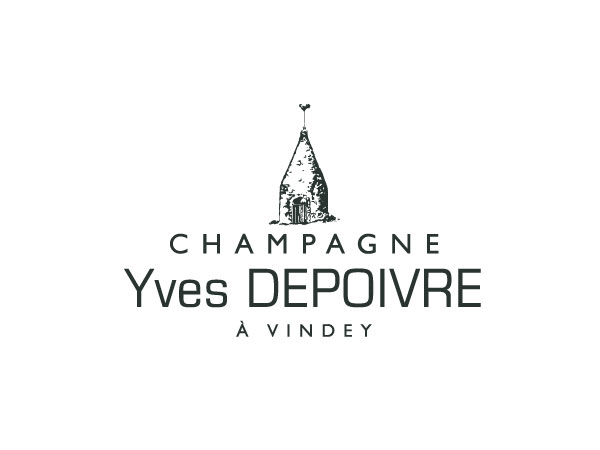 CHAMPAGNE
Yves DEPOIVRE
À VINDEY